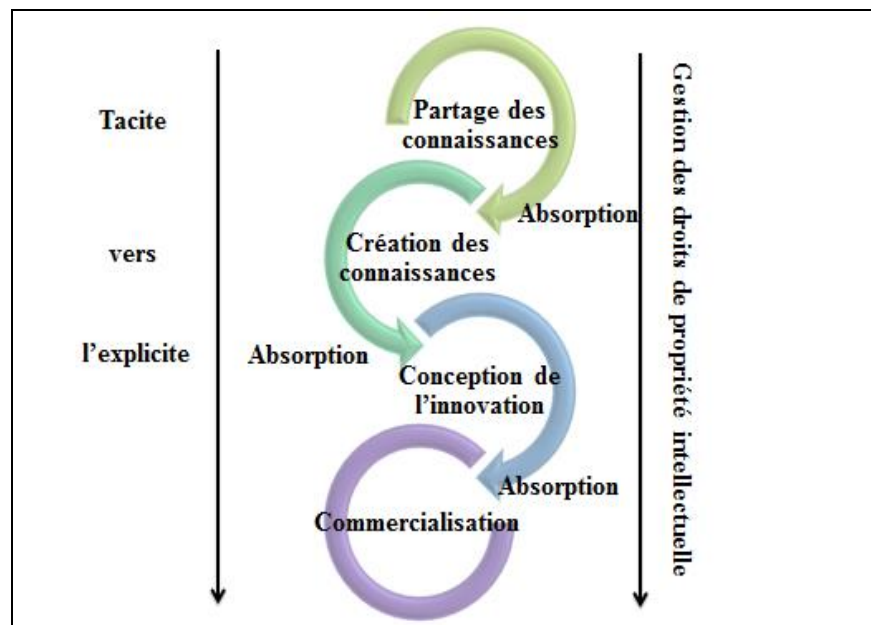 Tacite
vers
l'explicite
Partage des
connaissances
Absorption
Création des
connaissances
Absorption
Conception de
l'innovation
Absorption
Commercialisation
Gestion des droits de propriété intellectuelle